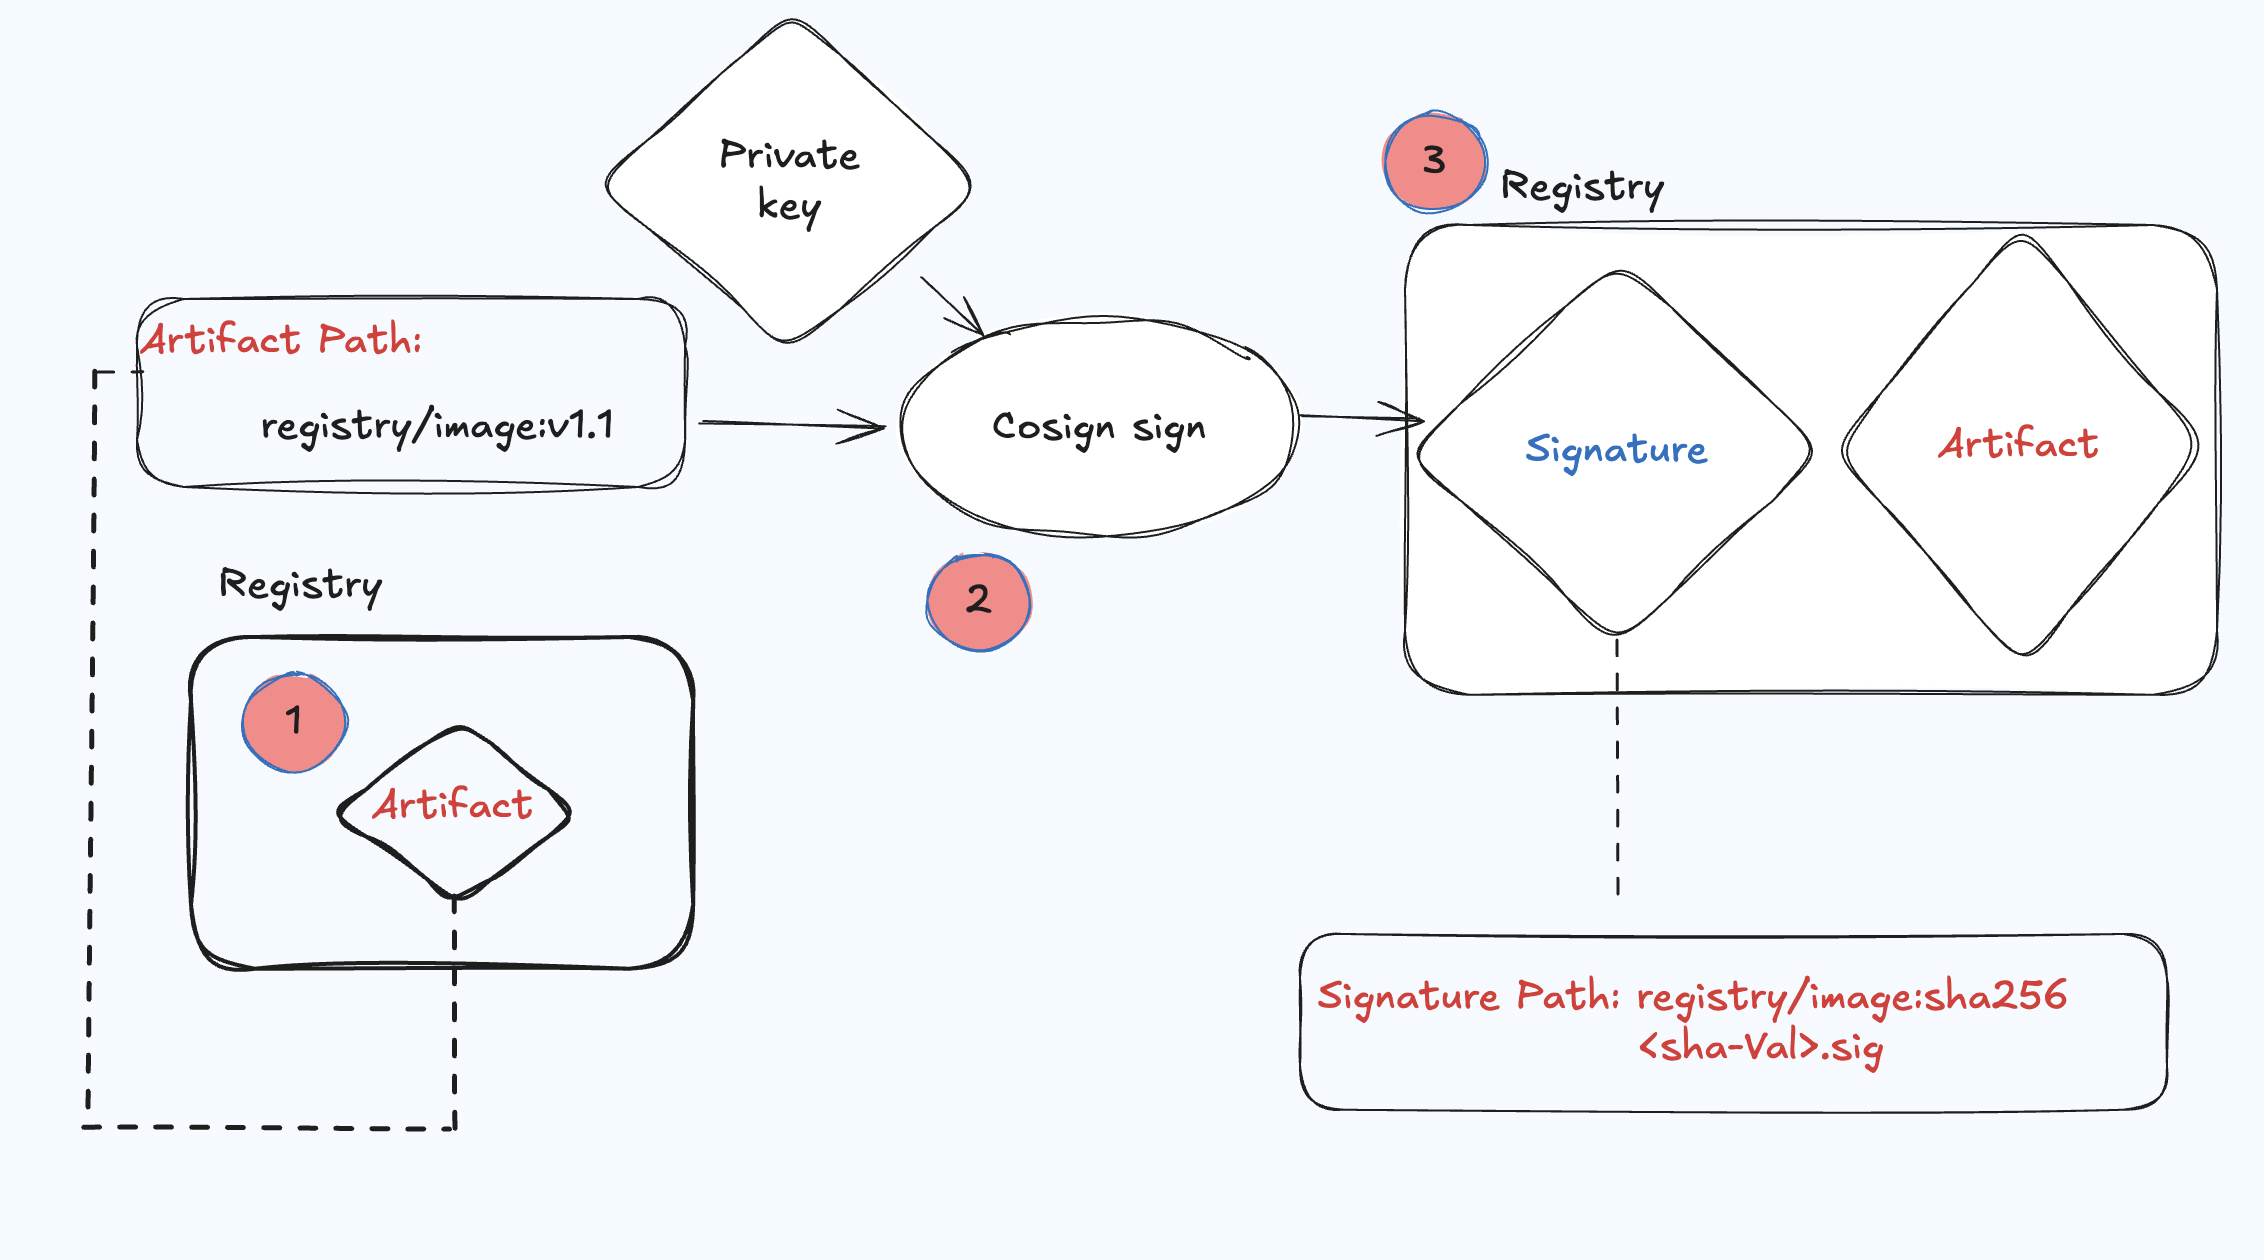 Private
key
3
Registry
Artifact Path:
registry/image:v1.1
Cosign sign
Signature
Artifact
Registry
2
1
Artifact
Signature Path: registry/image:sha256
<sha-Val>.sig